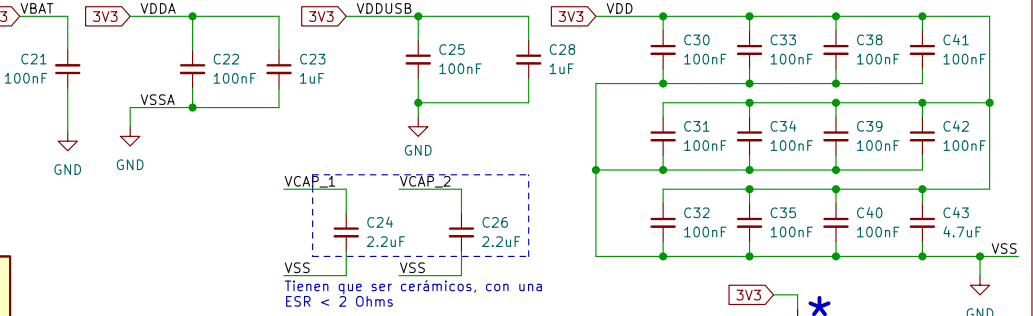 3 VBAT 3V3 VDDA 3V3 VDDUSB 3V3 VDD
C21
100nF
C22
100nF
C23
1uF
C25
100nF
C28
1uF
C30
100nF
C33
100nF
C38
100nF
C41
100nF
VSSA
GND
GND
GND
C31
100nF
C34
100nF
C39
100nF
C42
100nF
VCAP_1
VCAP_2
C24
2.2uF
C26
2.2uF
VSS
VSS
C32
100nF
C35
100nF
C40
100nF
C43
4.7uF
VSS
Tienen que ser cerámicos, con una
ESR < 2 Ohms
3V3
*
GND